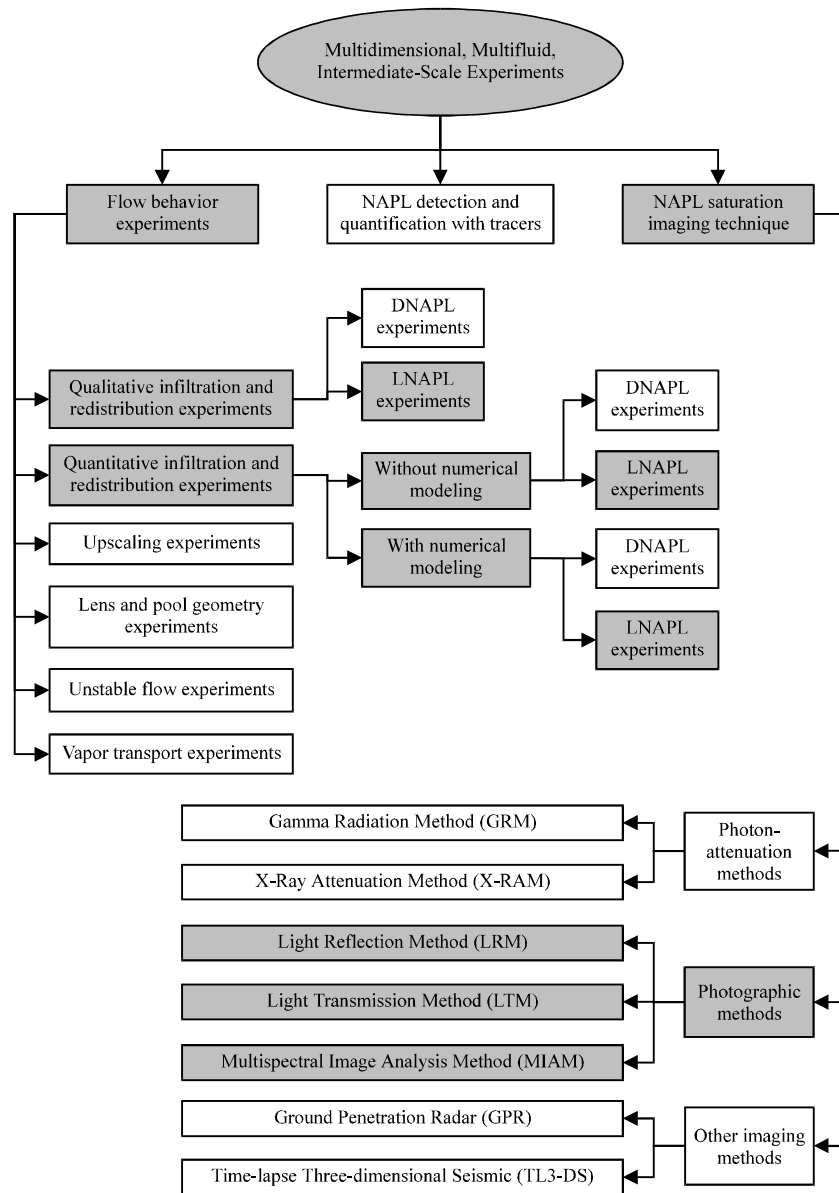 Multidimensional, Multifluid,
Intermediate-Scale Experiments
Flow behavior
experiments
NAPL detection and
quantification with tracers
NAPL saturation
imaging technique
DNAPL
experiments
Qualitative infiltration and
redistribution experiments
LNAPL
experiments
DNAPL
experiments
Quantitative infiltration and
redistribution experiments
Without numerical
modeling
LNAPL
experiments
Upscaling experiments
With numerical
modeling
DNAPL
experiments
Lens and pool geometry
experiments
LNAPL
experiments
Unstable flow experiments
Vapor transport experiments
Gamma Radiation Method (GRM)
X-Ray Attenuation Method (X-RAM)
Photon-
attenuation
methods
Light Reflection Method (LRM)
Light Transmission Method (LTM)
Multispectral Image Analysis Method (MIAM)
Photographic
methods
Ground Penetration Radar (GPR)
Time-lapse Three-dimensional Seismic (TL3-DS)
Other imaging
methods